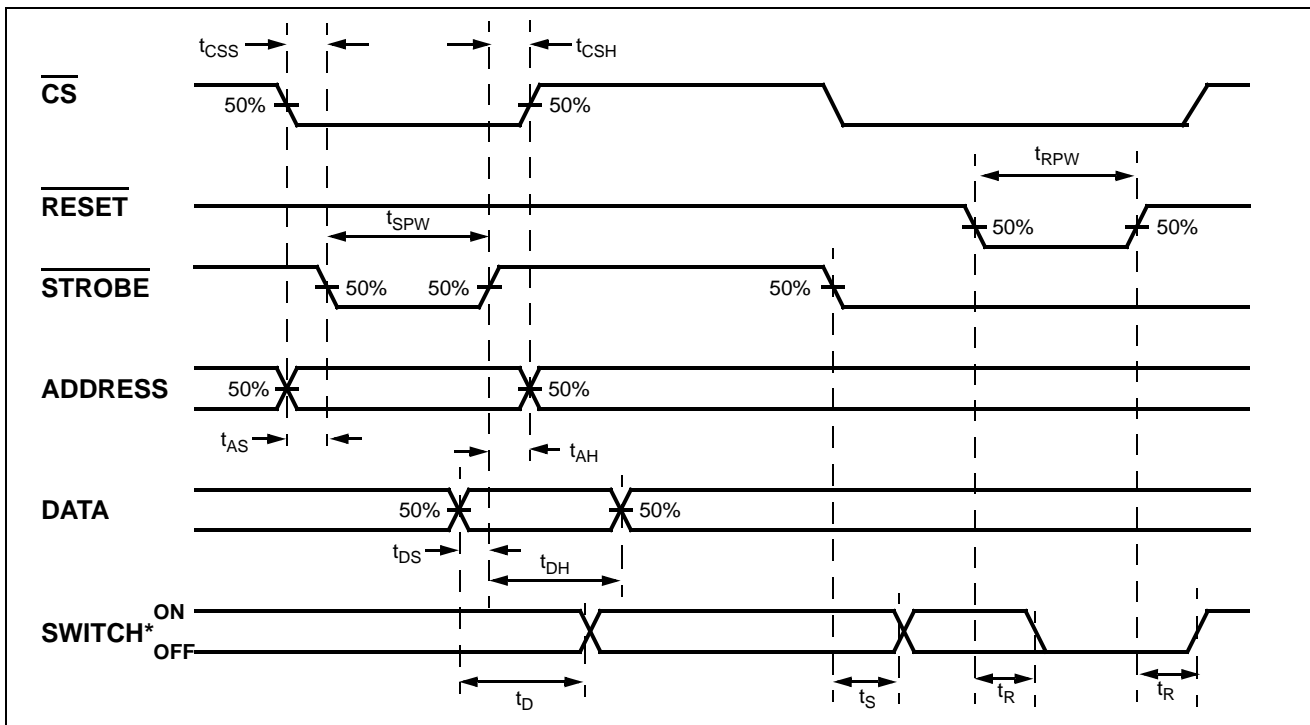 tCSS tCSH
CS 50% 50%
tRPW
RESET tSPW 50% 50%
STROBE 50% 50% 50%
ADDRESS 50% 50%
tAS tAH
DATA 50% 50%
tDS tDH
ON
SWITCH*
OFF
tD tS tR tR